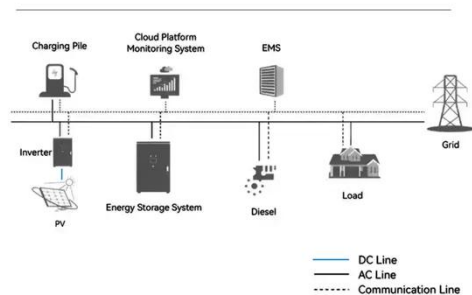 Charging Pile
Cloud Platform
Monitoring System
EMS
Grid
Inverter
PV
Energy Storage System
Diesel
Load
DC Line
AC Line
Communication Line